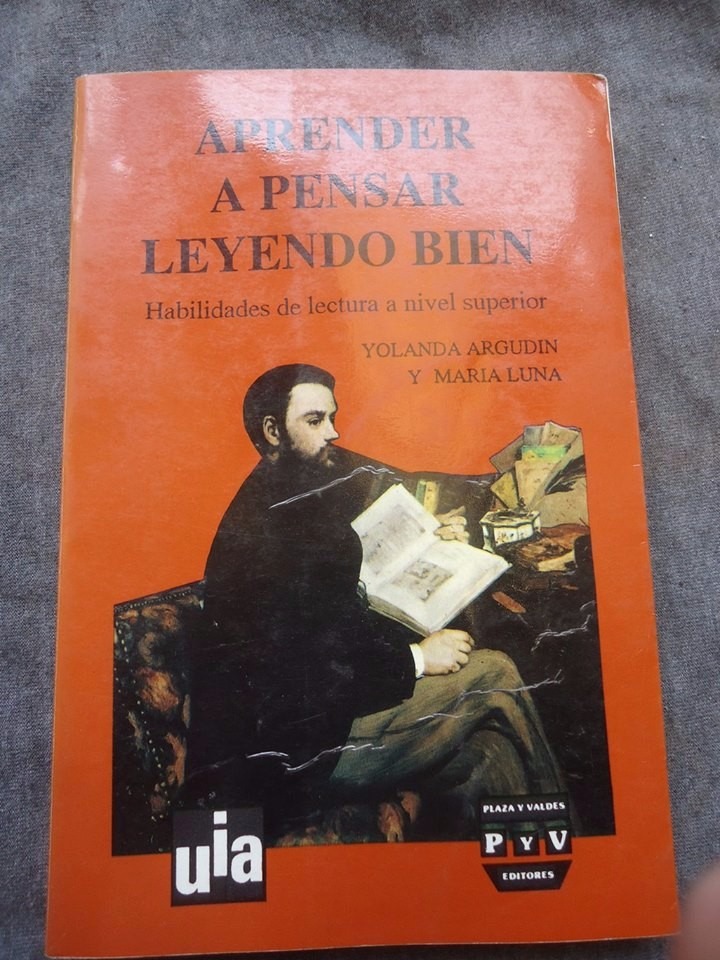 APRENDER
A PENSAR
LEYENDO BIEN
Habilidades de lectura a nivel superior
YOLANDA ARGUDIN
Y MARIA LUNA
uia
PLAZA Y VALDES
P Y V
EDITORES